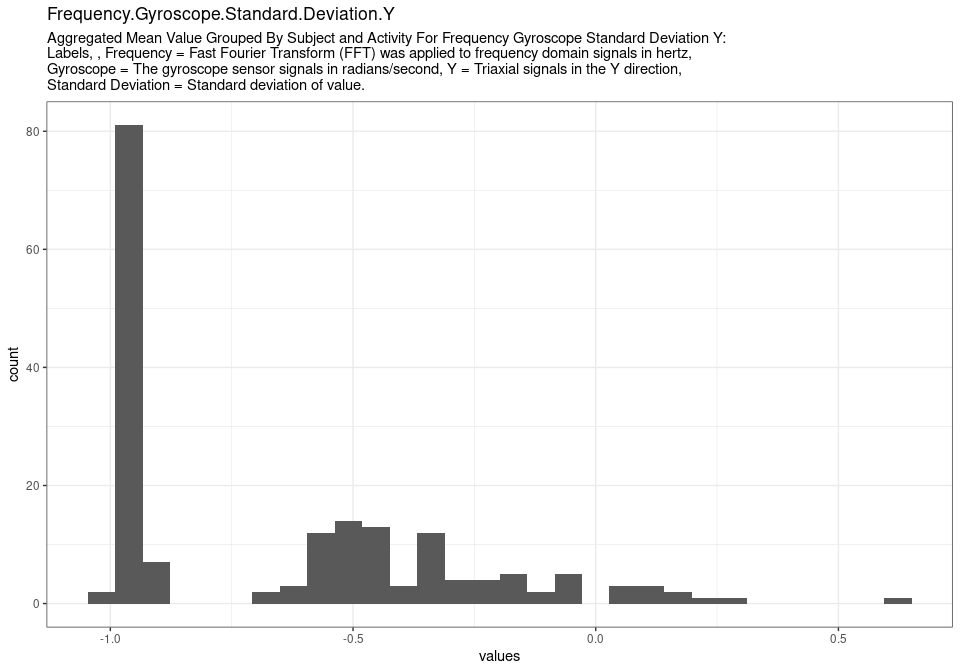 Frequency.Gyroscope.Standard.Deviation.Y
Aggregated Mean Value Grouped By Subject and Activity For Frequency Gyroscope Standard Deviation Y:
Labels, , Frequency = Fast Fourier Transform (FFT) was applied to frequency domain signals in hertz,
Gyroscope = The gyroscope sensor signals in radians/second, Y = Triaxial signals in the Y direction,
Standard Deviation = Standard deviation of value.
80
60
40
20
0
count
-1.0 -0.5 0.0 0.5
values